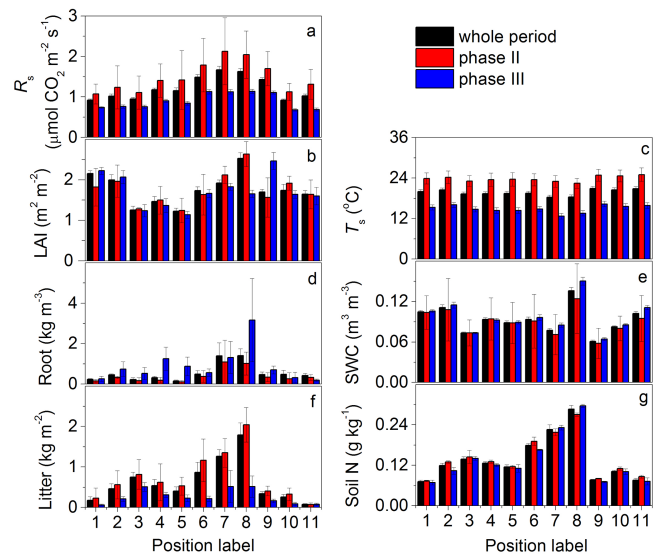 whole period
phase II
phase III
a
R_s
(μmol CO₂ m⁻² s⁻¹)
3
2
1
0
b
LAI (m² m⁻²)
2
1
0
d
Root (kg m⁻³)
6
4
2
0
f
Litter (kg m⁻²)
2
1
0
1 2 3 4 5 6 7 8 9 10 11
Position label
c
T_s (°C)
36
24
12
0
e
SWC (m³ m⁻³)
0.12
0.06
0.00
g
Soil N (g kg⁻¹)
0.24
0.12
0.00
1 2 3 4 5 6 7 8 9 10 11
Position label